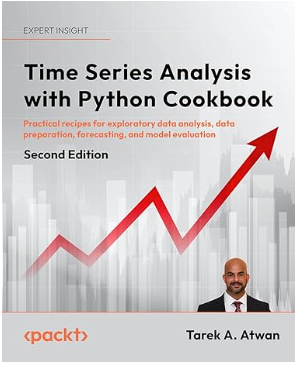 EXPERT INSIGHT
Time Series Analysis
with Python Cookbook
Practical recipes for exploratory data analysis, data
preparation, forecasting, and model evaluation
Second Edition
<packt>
Tarek A. Atwan